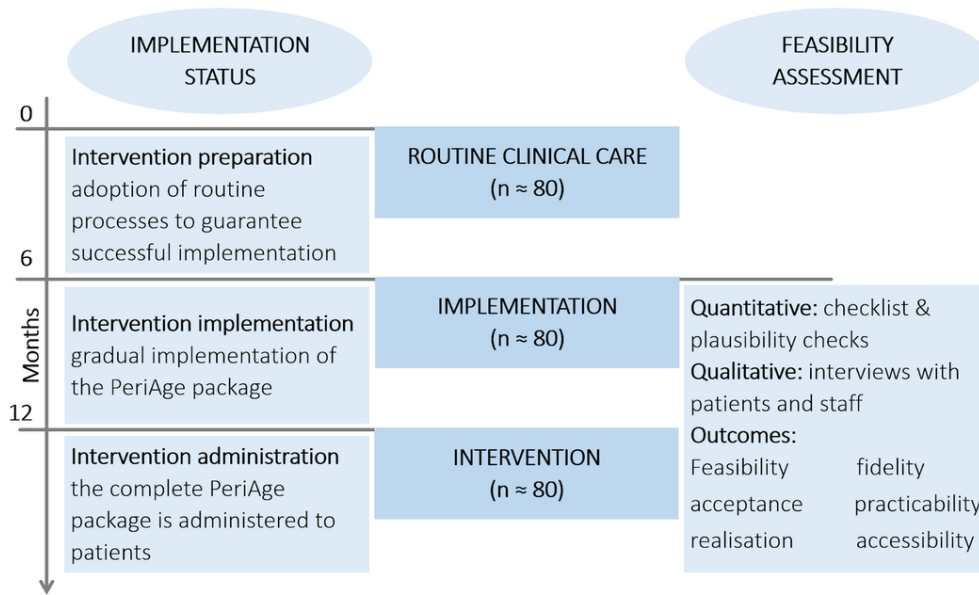 IMPLEMENTATION
STATUS
FEASIBILITY
ASSESSMENT
0
Intervention preparation
adoption of routine
processes to guarantee
successful implementation
ROUTINE CLINICAL CARE
(n ≈ 80)
6
Months
Intervention implementation
gradual implementation of
the PeriAge package
IMPLEMENTATION
(n ≈ 80)
12
Intervention administration
the complete PeriAge
package is administered to
patients
INTERVENTION
(n ≈ 80)
Quantitative: checklist &
plausibility checks
Qualitative: interviews with
patients and staff
Outcomes:
Feasibility fidelity
acceptance practicability
realisation accessibility